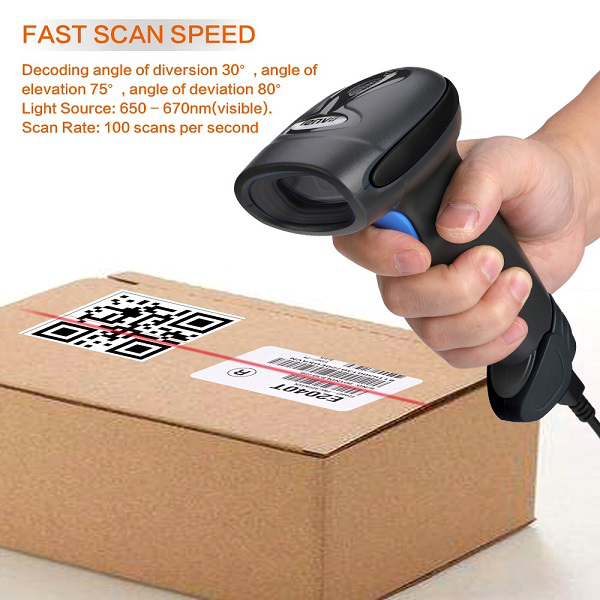 FAST SCAN SPEED
Decoding angle of diversion 30°, angle of
elevation 75°, angle of deviation 80°
Light Source: 650 – 670nm(visible).
Scan Rate: 100 scans per second
E2040T
R